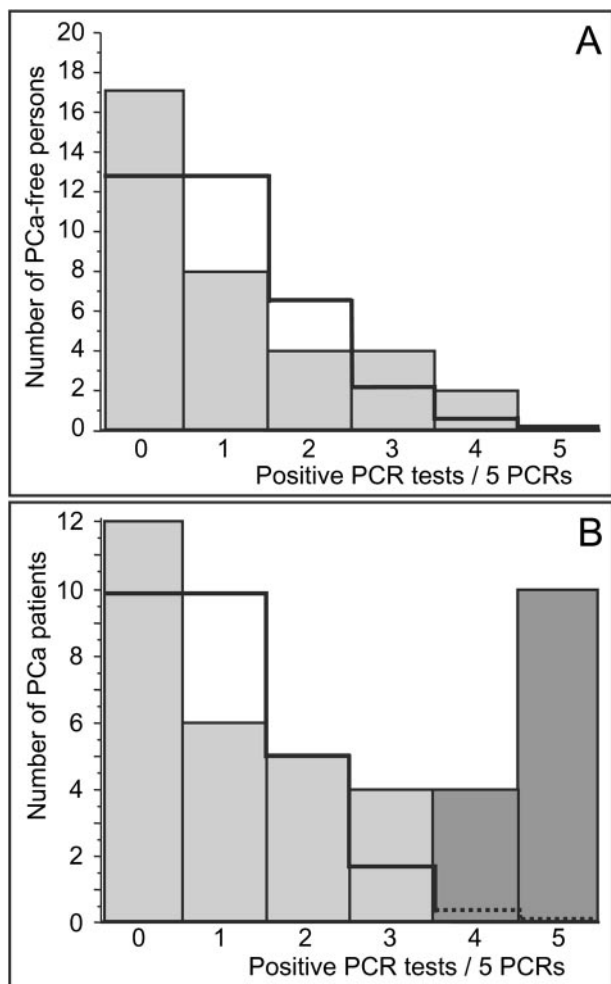 A
Number of PCa-free persons
20
18
16
14
12
10
8
6
4
2
0
0 1 2 3 4 5
Positive PCR tests / 5 PCRs
B
Number of PCa patients
12
10
8
6
4
2
0
0 1 2 3 4 5
Positive PCR tests / 5 PCRs